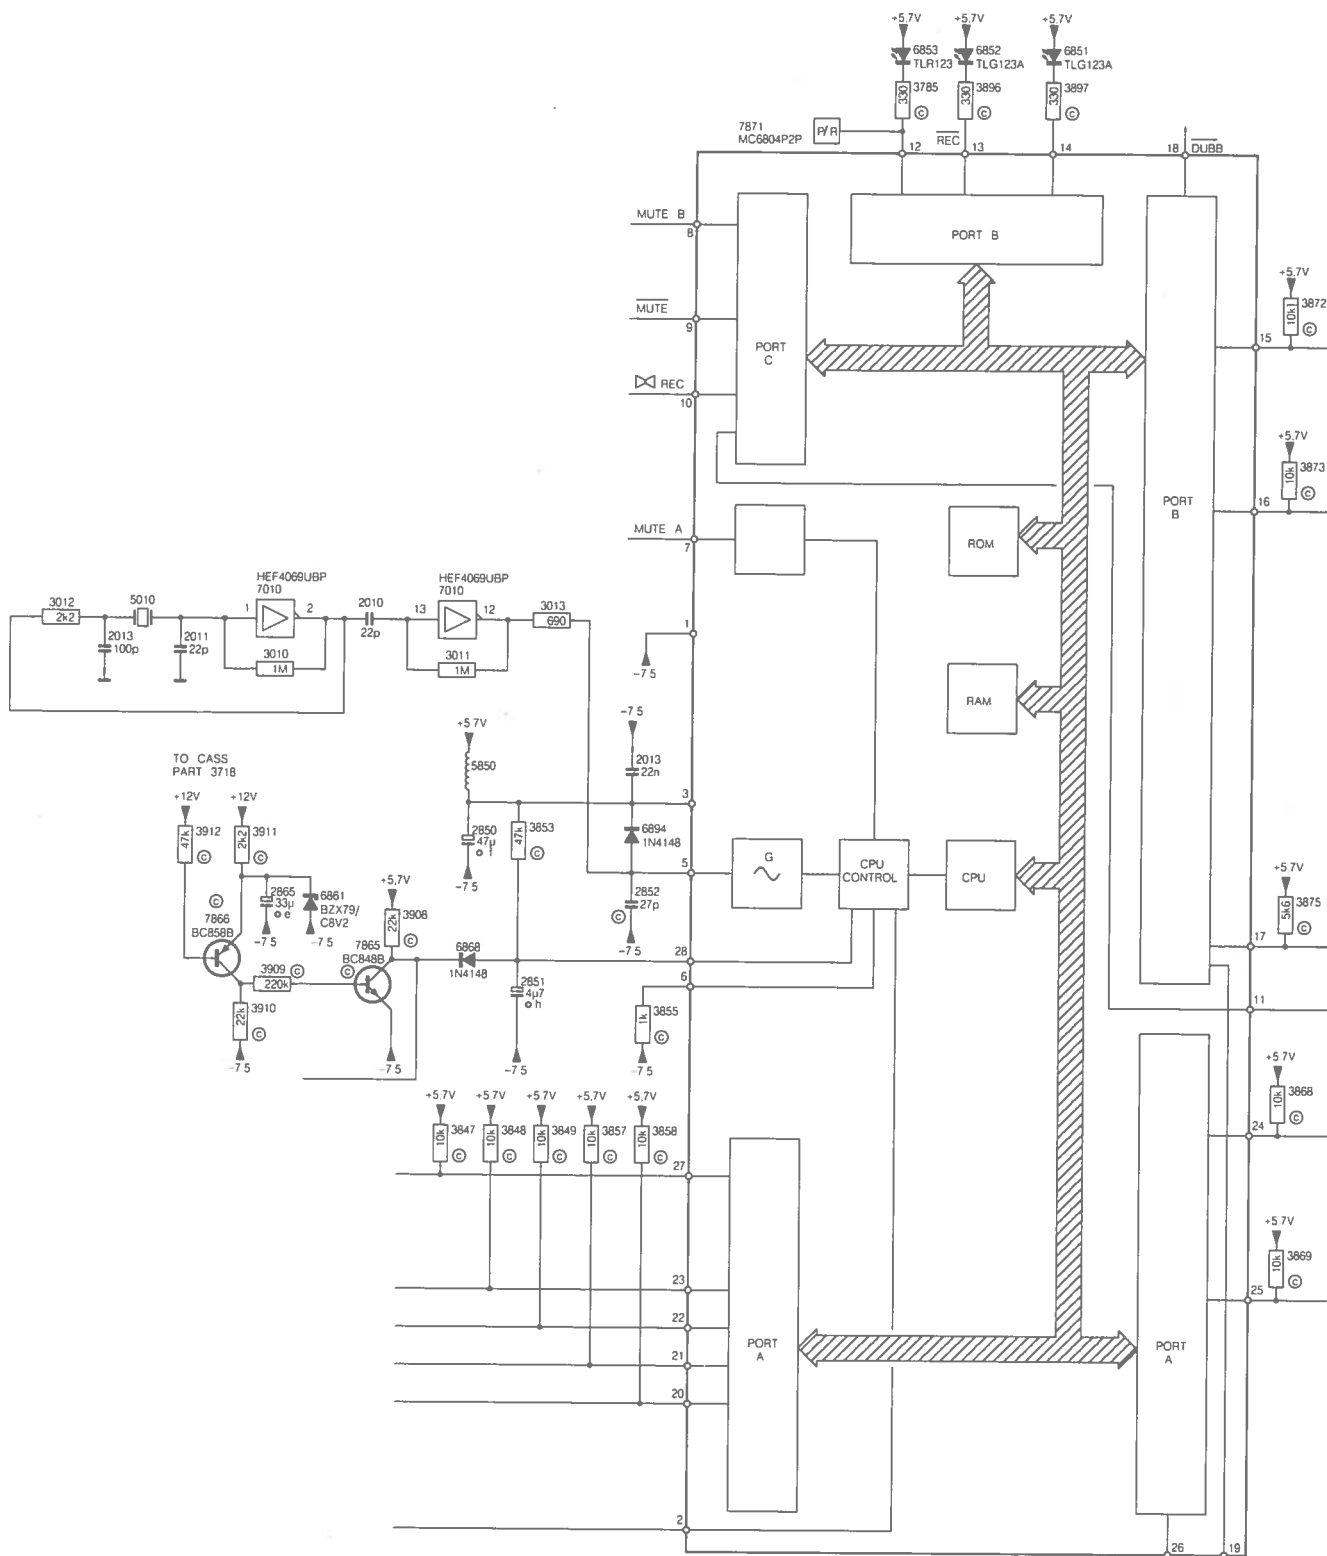 +5.7V
+5.7V
+5.7V
6853
TLR123
6852
TLG123A
6851
TLG123A
330
3785
C
330
3896
C
330
3897
C
7871
MC6804P2P
P/R
REC
12
13
14
18
DUBB
MUTE B
8
PORT B
MUTE
9
PORT
C
REC
10
+5.7V
10k1
3872
C
15
+5.7V
10k
3873
C
16
PORT
B
MUTE A
7
ROM
HEF4069UBP
7010
HEF4069UBP
7010
3012
2k2
5010
1
2
2010
22p
13
12
3013
690
2013
100p
2011
22p
3010
1M
3011
1M
1
-7 5
RAM
+5 7V
5850
-7 5
2013
22n
3
TO CASS
PART 3718
+12V
+12V
47k
3912
C
2k2
3911
C
2850
47µ
-7 5
47k
3853
C
6894
1N4148
5
G
CPU
CONTROL
CPU
2852
27p
C
-7 5
2865
33µ
e
-7 5
6861
BZX79/
C8V2
-7 5
+5,7V
22k
3908
C
C
7866
BC858B
7865
BC848B
6868
1N4148
28
6
+5.7V
5k6
3875
C
17
3909
C
220k
C
22k
3910
C
-7 5
-7 5
2851
4µ7
h
-7 5
1k
3855
C
-7 5
11
+5.7V
+5.7V
+5.7V
+5.7V
+5.7V
10k
3847
C
10k
3848
C
10k
3849
C
10k
3857
C
10k
3858
C
27
+5.7V
10k
3868
C
24
+5.7V
10k
3869
C
25
23
22
21
20
PORT
A
PORT
A
2
26
19